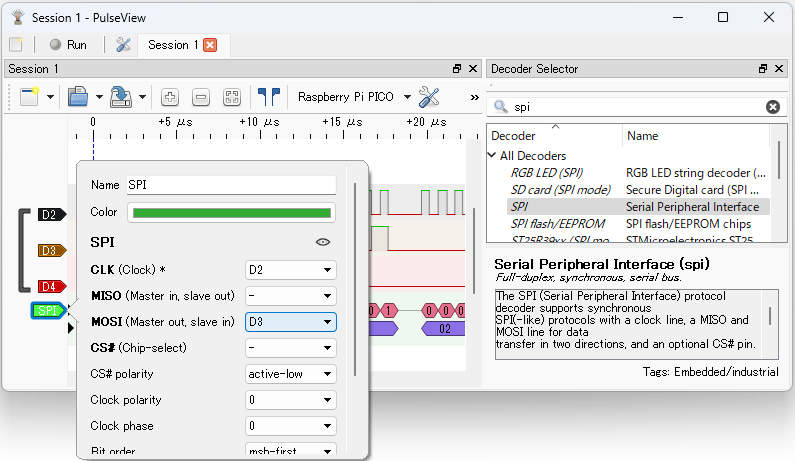 Session 1 - PulseView
Run
Session 1
Session 1
Decoder Selector
Raspberry Pi PICO
»
spi
0
+5 μs
+10 μs
+15 μs
+20 μs
Decoder
Name
All Decoders
RGB LED (SPI)
RGB LED string decoder (...
SD card (SPI mode)
Secure Digital card (SPI ...
SPI
Serial Peripheral Interface
SPI flash/EEPROM
SPI flash/EEPROM chips
ST25R39xx (SPI mo...
STMicroelectronics ST25...
D2
D3
D4
SPI
Name
SPI
Color
SPI
CLK (Clock) *
D2
MISO (Master in, slave out)
-
MOSI (Master out, slave in)
D3
CS# (Chip-select)
-
CS# polarity
active-low
Clock polarity
0
Clock phase
0
Bit order
msb-first
0
1
0
0
0
0
02
Serial Peripheral Interface (spi)
Full-duplex, synchronous, serial bus.
The SPI (Serial Peripheral Interface) protocol
decoder supports synchronous
SPI(-like) protocols with a clock line, a MISO and
MOSI line for data
transfer in two directions, and an optional CS# pin.
Tags: Embedded/industrial